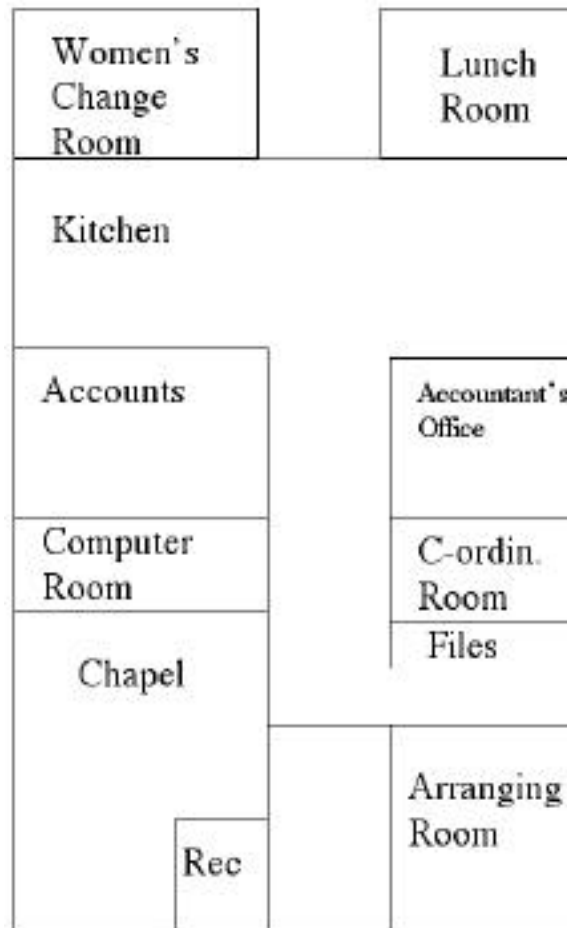 Women's
Change
Room
Lunch
Room
Kitchen
Accounts
Accountant's
Office
Computer
Room
C-ordin.
Room
Files
Chapel
Arranging
Room
Rec